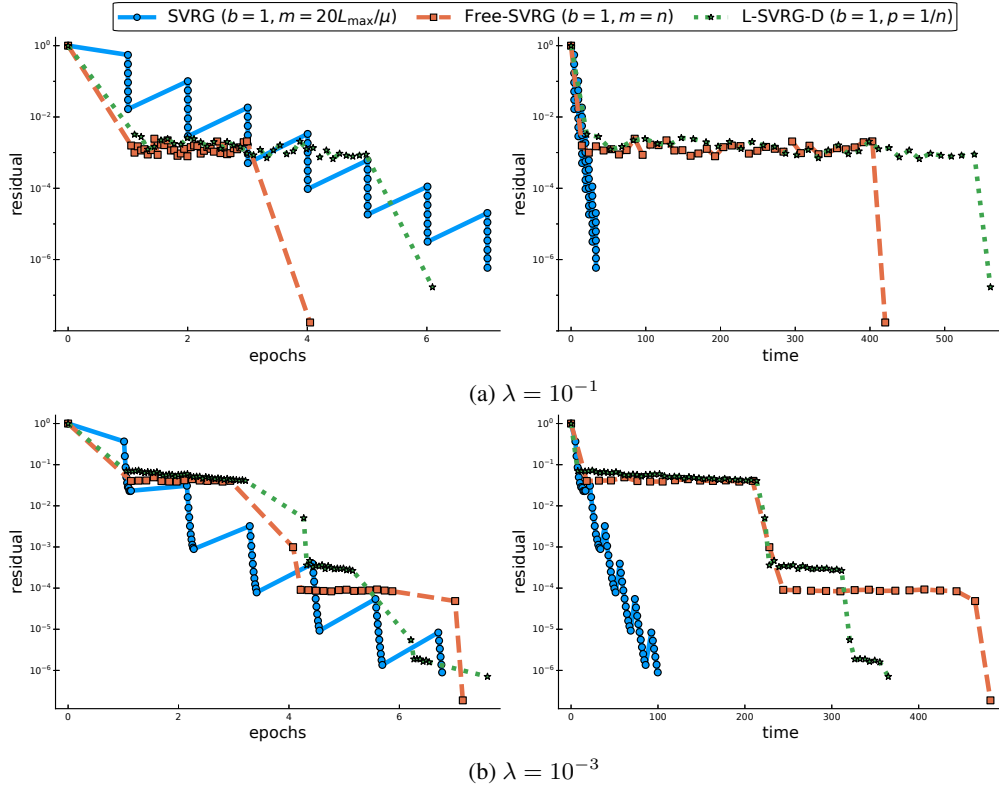 SVRG (b = 1, m = 20L_max/μ) Free-SVRG (b = 1, m = n) L-SVRG-D (b = 1, p = 1/n)
10^0
10^-2
10^-4
10^-6
residual
0 2 4 6
epochs
10^0
10^-2
10^-4
10^-6
residual
0 100 200 300 400 500
time
(a) λ = 10^-1
10^0
10^-1
10^-2
10^-3
10^-4
10^-5
10^-6
residual
0 2 4 6
epochs
10^0
10^-1
10^-2
10^-3
10^-4
10^-5
10^-6
residual
0 100 200 300 400
time
(b) λ = 10^-3